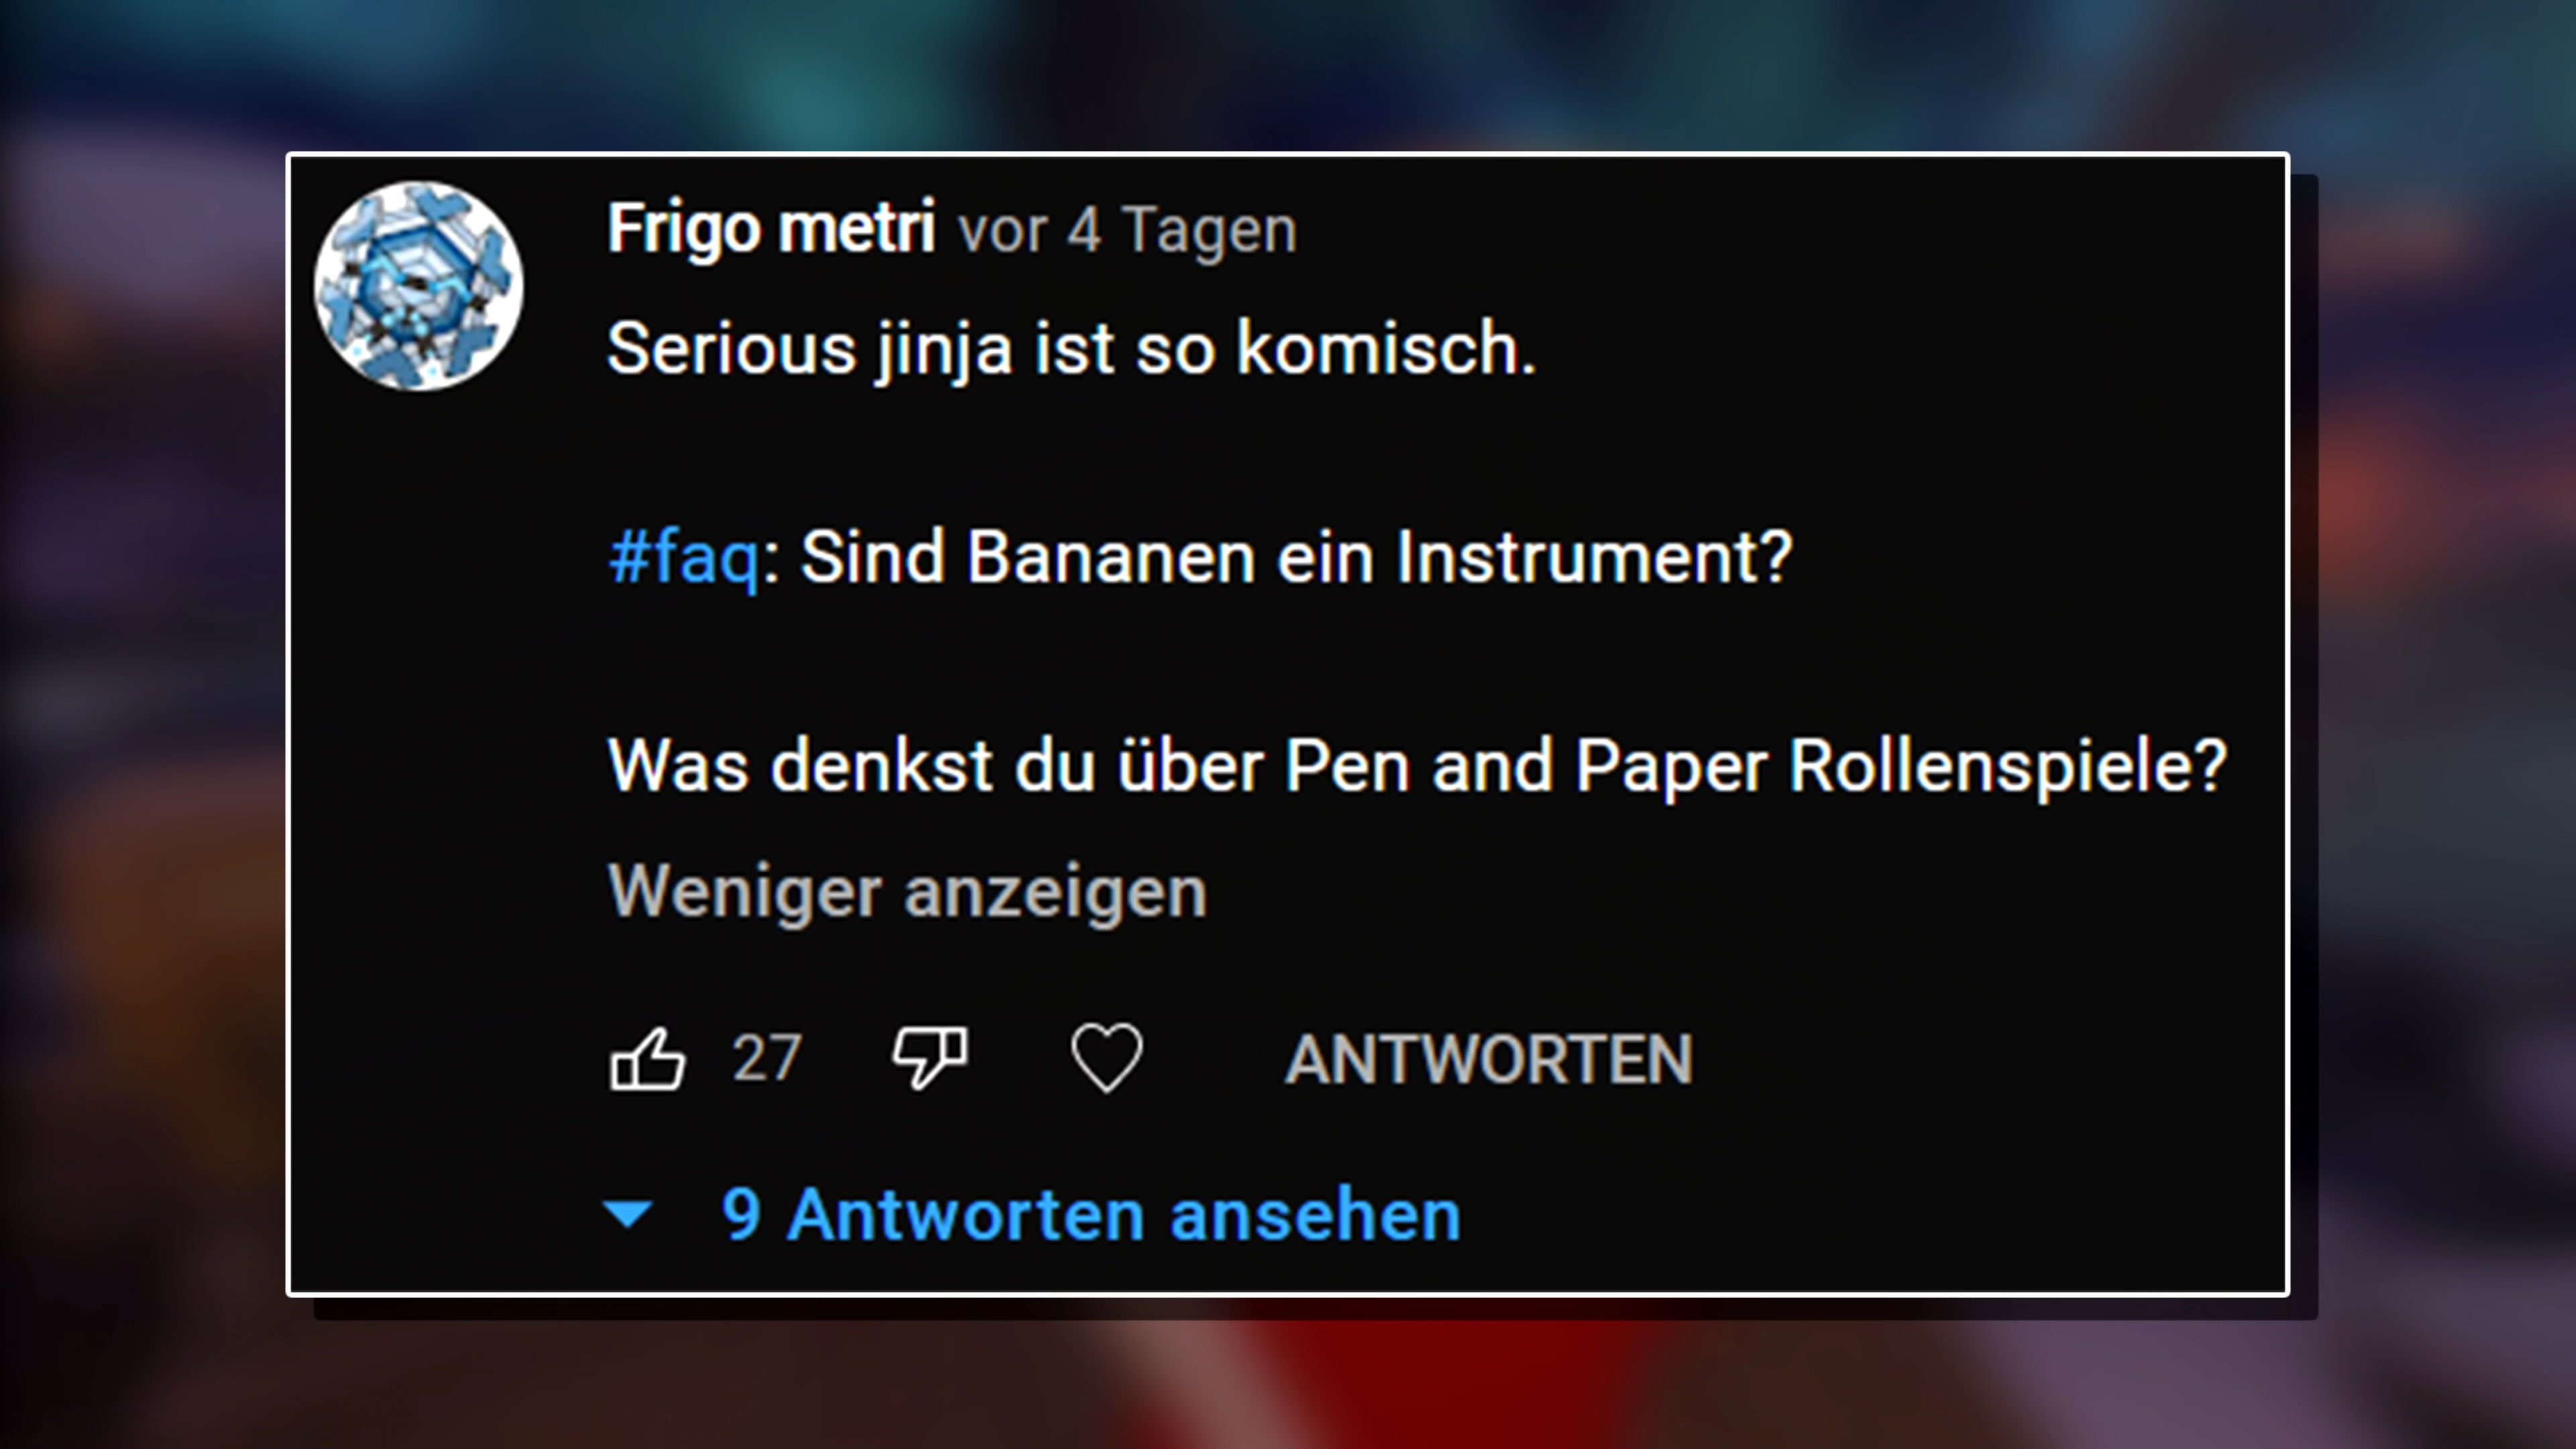 Frigo metri vor 4 Tagen
Serious jinja ist so komisch.
#faq: Sind Bananen ein Instrument?
Was denkst du über Pen and Paper Rollenspiele?
Weniger anzeigen
27 ANTWORTEN
9 Antworten ansehen